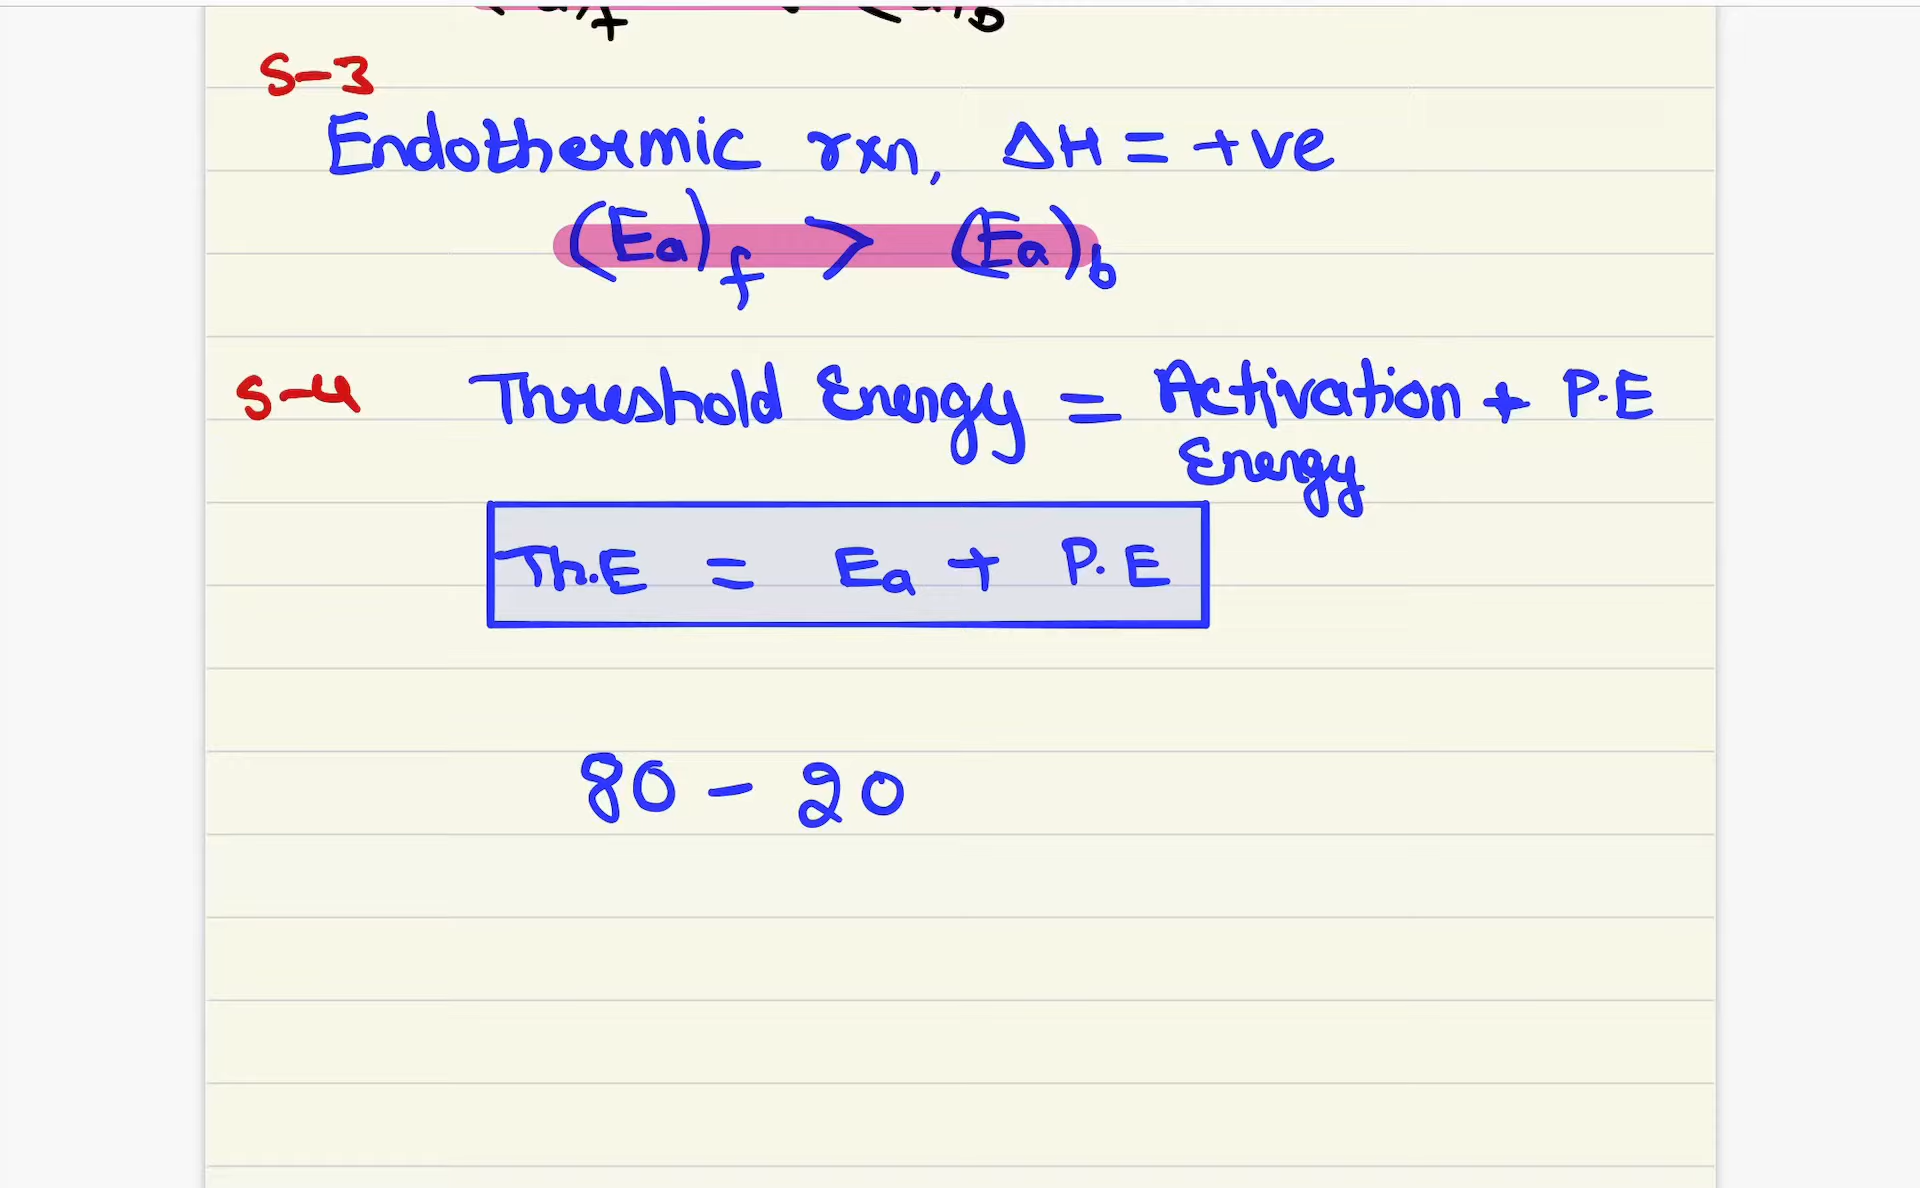 S-3
Endothermic rxn, ΔH = +ve
(Ea)f > (Ea)b
S-4 Threshold Energy = Activation + P.E
Energy
Th.E = Ea + P.E
80 - 20